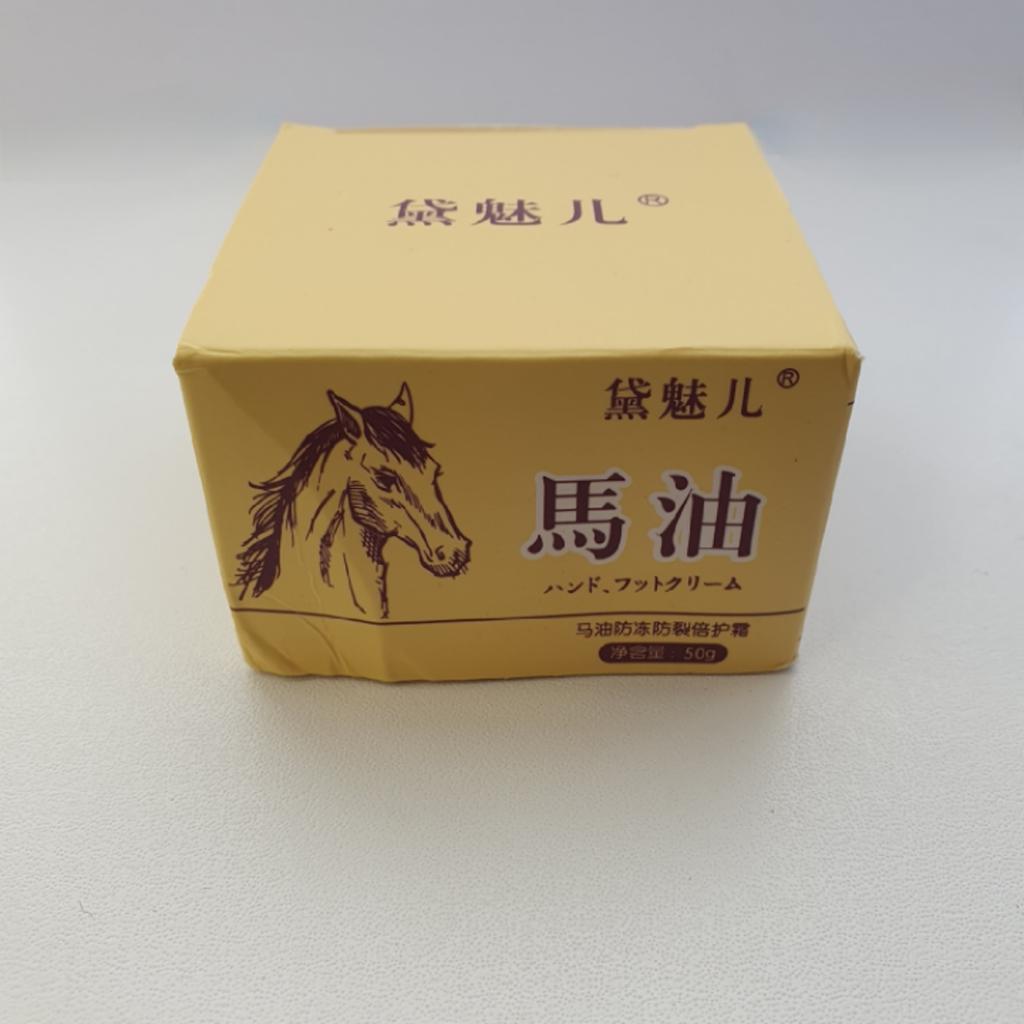 黛魅儿®
黛魅儿®
馬油
ハンド、フットクリーム
马油防冻防裂倍护霜
净含量：50g